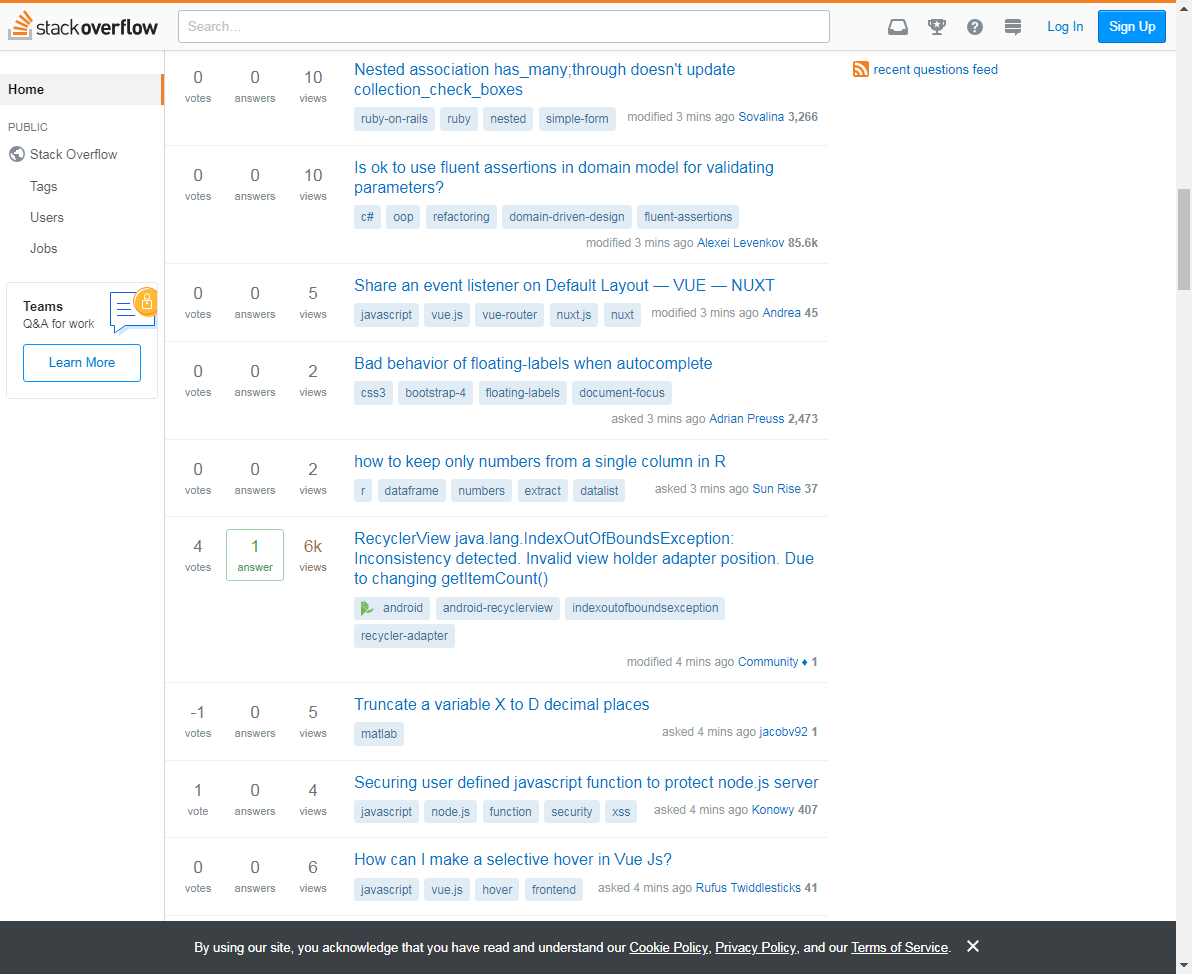 stackoverflow
Search...
Log In
Sign Up
Home
PUBLIC
Stack Overflow
Tags
Users
Jobs
Teams
Q&A for work
Learn More
0 0 10
votes answers views
Nested association has_many;through doesn't update
collection_check_boxes
ruby-on-rails ruby nested simple-form
modified 3 mins ago Sovalina 3,266
0 0 10
votes answers views
Is ok to use fluent assertions in domain model for validating
parameters?
c# oop refactoring domain-driven-design fluent-assertions
modified 3 mins ago Alexei Levenkov 85.6k
0 0 5
votes answers views
Share an event listener on Default Layout — VUE — NUXT
javascript vue.js vue-router nuxt.js nuxt
modified 3 mins ago Andrea 45
0 0 2
votes answers views
Bad behavior of floating-labels when autocomplete
css3 bootstrap-4 floating-labels document-focus
asked 3 mins ago Adrian Preuss 2,473
0 0 2
votes answers views
how to keep only numbers from a single column in R
r dataframe numbers extract datalist
asked 3 mins ago Sun Rise 37
4 1 6k
votes answer views
RecyclerView java.lang.IndexOutOfBoundsException:
Inconsistency detected. Invalid view holder adapter position. Due
to changing getItemCount()
android android-recyclerview indexoutofboundsexception
recycler-adapter
modified 4 mins ago Community ♦ 1
-1 0 5
votes answers views
Truncate a variable X to D decimal places
matlab
asked 4 mins ago jacobv92 1
1 0 4
vote answers views
Securing user defined javascript function to protect node.js server
javascript node.js function security xss
asked 4 mins ago Konowy 407
0 0 6
votes answers views
How can I make a selective hover in Vue Js?
javascript vue.js hover frontend
asked 4 mins ago Rufus Twiddlesticks 41
recent questions feed
By using our site, you acknowledge that you have read and understand our Cookie Policy, Privacy Policy, and our Terms of Service.